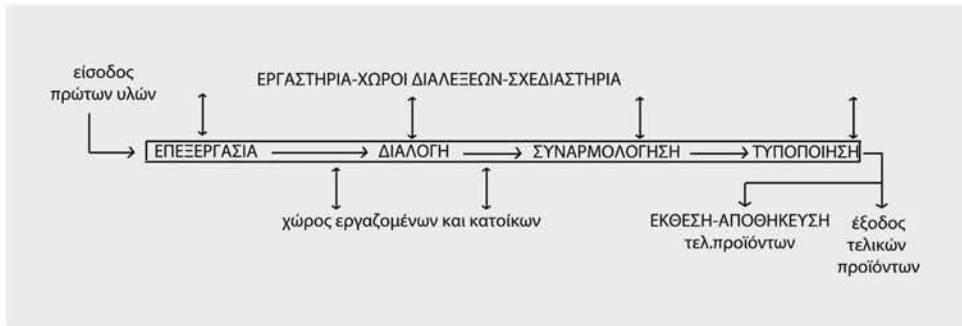 είσοδος
πρώτων υλών
ΕΡΓΑΣΤΗΡΙΑ-ΧΩΡΟΙ ΔΙΑΛΕΞΕΩΝ-ΣΧΕΔΙΑΣΤΗΡΙΑ
ΕΠΕΞΕΡΓΑΣΙΑ ΔΙΑΛΟΓΗ ΣΥΝΑΡΜΟΛΟΓΗΣΗ ΤΥΠΟΠΟΙΗΣΗ
χώρος εργαζομένων και κατοίκων
ΕΚΘΕΣΗ-ΑΠΟΘΗΚΕΥΣΗ
τελ.προϊόντων
έξοδος
τελικών
προϊόντων